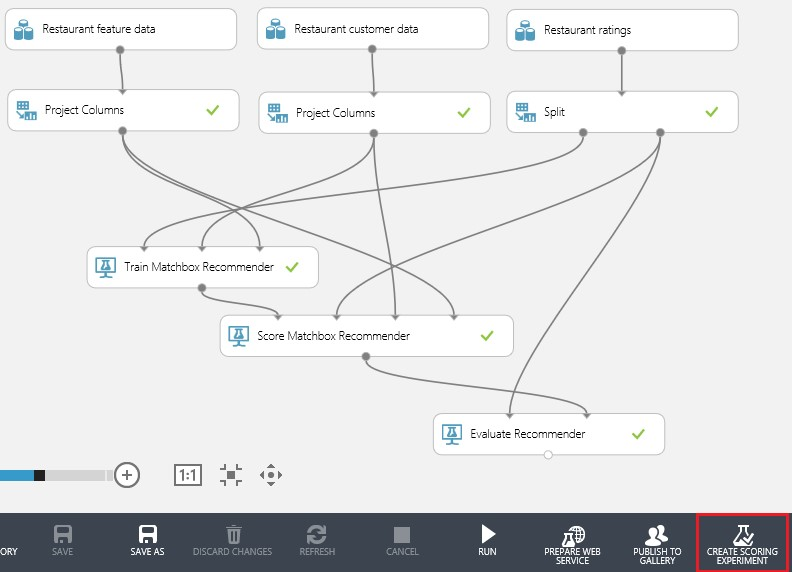 Restaurant feature data
Restaurant customer data
Restaurant ratings
Project Columns
Project Columns
Split
Train Matchbox Recommender
Score Matchbox Recommender
Evaluate Recommender
1:1
ORY
SAVE
SAVE AS
DISCARD CHANGES
REFRESH
CANCEL
RUN
PREPARE WEB
SERVICE
PUBLISH TO
GALLERY
CREATE SCORING
EXPERIMENT